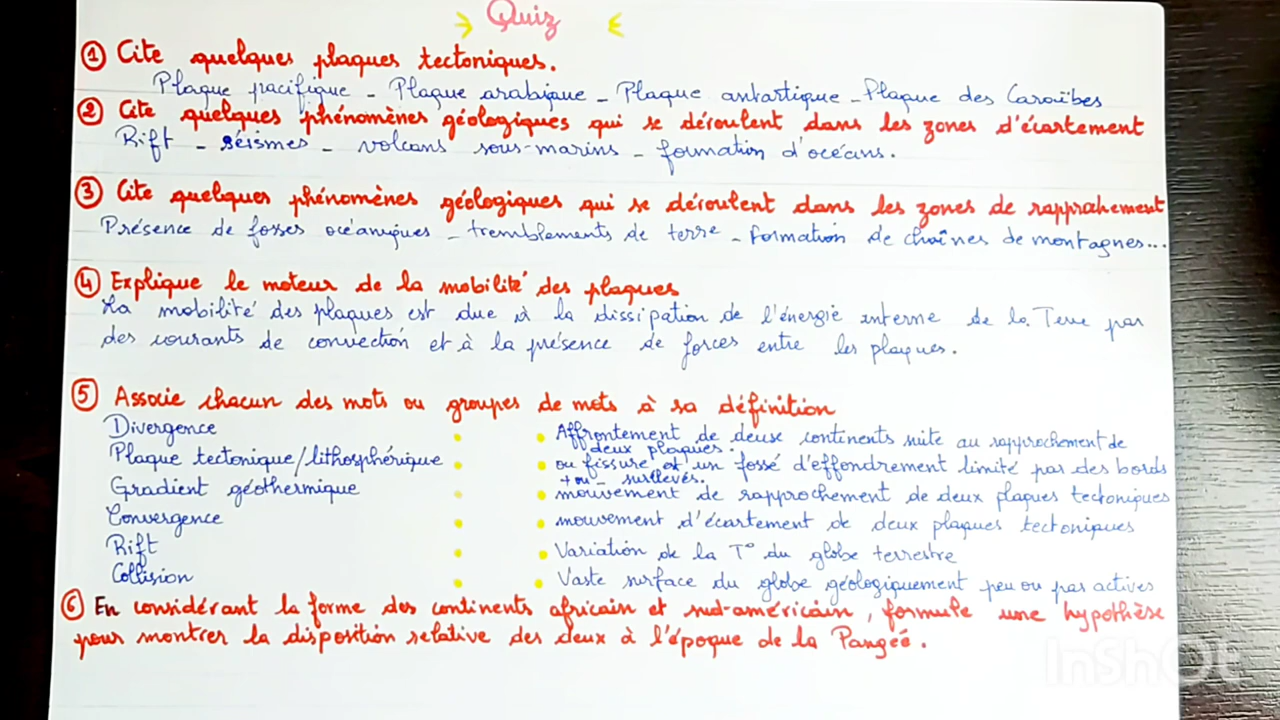 Quiz
① Cite quelques plaques tectoniques.
Plaque pacifique - Plaque arabique - Plaque antartique - Plaque des Caraïbes
② Cite quelques phénomènes géologiques qui se déroulent dans les zones d'écartement
Rift - séismes - volcans sous-marins - formation d'océans.
③ Cite quelques phénomènes géologiques qui se déroulent dans les zones de rapprahement
Présence de fosses océaniques - tremblements de terre - formation de chaînes de montagnes...
④ Explique le moteur de la mobilité des plaques
La mobilité des plaques est due à la dissipation de l'énergie interne de la Terre par
des courants de convection et à la présence de forces entre les plaques.
⑤ Associe chacun des mots ou groupes de mots à sa définition
Divergence • • Affrontement de deux continents suite au rapprochement de
deux plaques.
Plaque tectonique/lithosphérique • • ou fissure et un fossé d'effondrement limité par des bords
+ ou - surlevés.
Gradient géothermique • • mouvement de rapprochement de deux plaques tectoniques
Convergence • • mouvement d'écartement de deux plaques tectoniques
Rift • • Variation de la T° du globe terrestre
Collision • • Vaste surface du globe géologiquement peu ou pas actives
⑥ En considérant la forme des continents africain et sud-américain, formule une hypothèse
pour montrer la disposition relative des deux à l'époque de la Pangéé.
InShOt